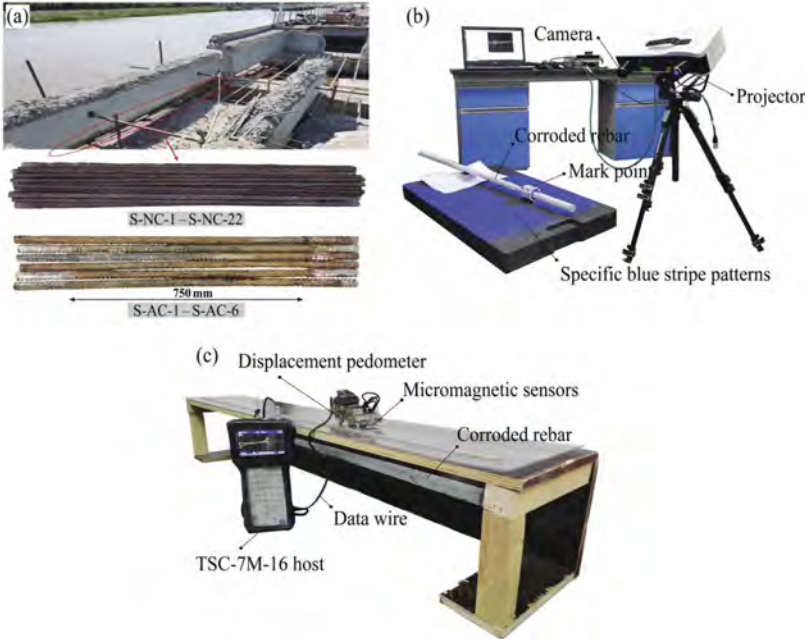 (a)
S-NC-1 – S-NC-22
750 mm
S-AC-1 – S-AC-6
(b)
Camera
Projector
Corroded rebar
Mark point
Specific blue stripe patterns
(c)
Displacement pedometer
Micromagnetic sensors
Corroded rebar
Data wire
TSC-7M-16 host